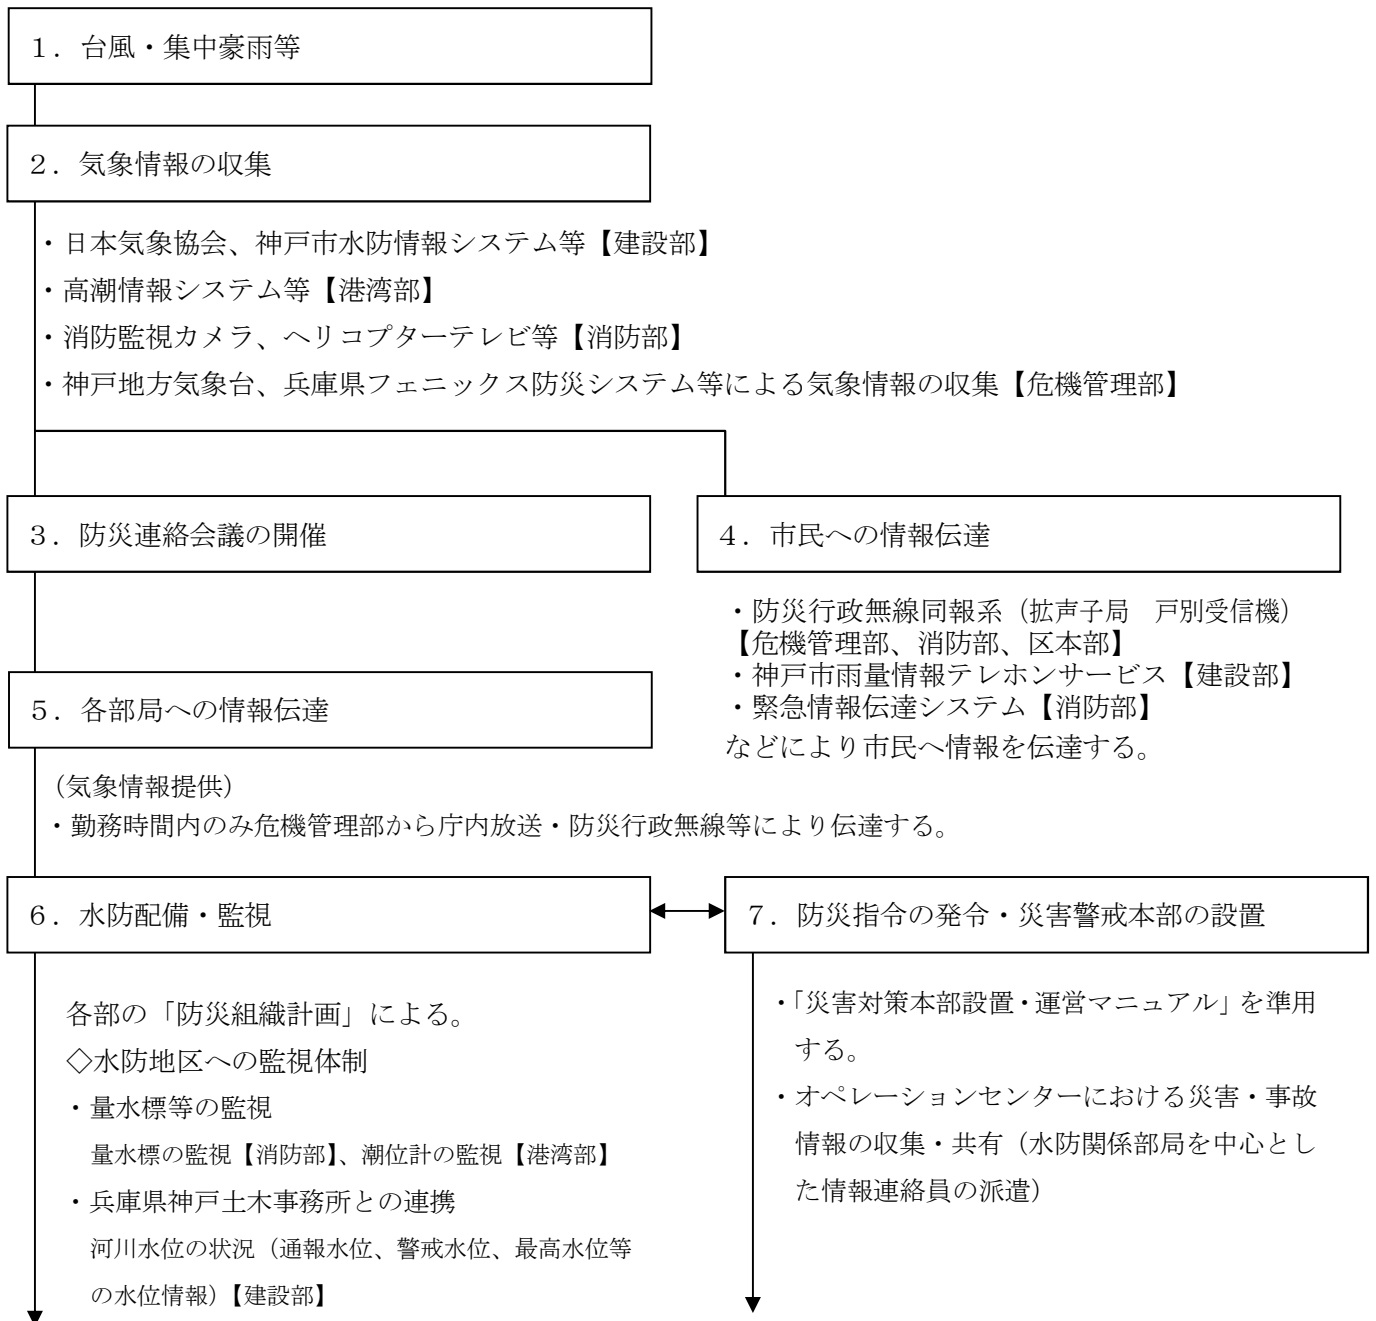 １．台風・集中豪雨等
２．気象情報の収集
・日本気象協会、神戸市水防情報システム等【建設部】
・高潮情報システム等【港湾部】
・消防監視カメラ、ヘリコプターテレビ等【消防部】
・神戸地方気象台、兵庫県フェニックス防災システム等による気象情報の収集【危機管理部】
３．防災連絡会議の開催
４．市民への情報伝達
・防災行政無線同報系（拡声子局　戸別受信機）
【危機管理部、消防部、区本部】
・神戸市雨量情報テレホンサービス【建設部】
・緊急情報伝達システム【消防部】
などにより市民へ情報を伝達する。
５．各部局への情報伝達
（気象情報提供）
・勤務時間内のみ危機管理部から庁内放送・防災行政無線等により伝達する。
６．水防配備・監視
各部の「防災組織計画」による。
◇水防地区への監視体制
・量水標等の監視
量水標の監視【消防部】、潮位計の監視【港湾部】
・兵庫県神戸土木事務所との連携
河川水位の状況（通報水位、警戒水位、最高水位等
の水位情報）【建設部】
７．防災指令の発令・災害警戒本部の設置
・「災害対策本部設置・運営マニュアル」を準用
する。
・オペレーションセンターにおける災害・事故
情報の収集・共有（水防関係部局を中心とし
た情報連絡員の派遣）